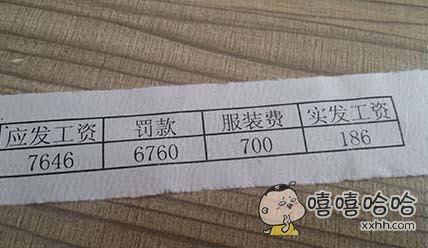 应发工资 罚款 服装费 实发工资
7646 6760 700 186
嘻嘻哈哈
xxhh.com